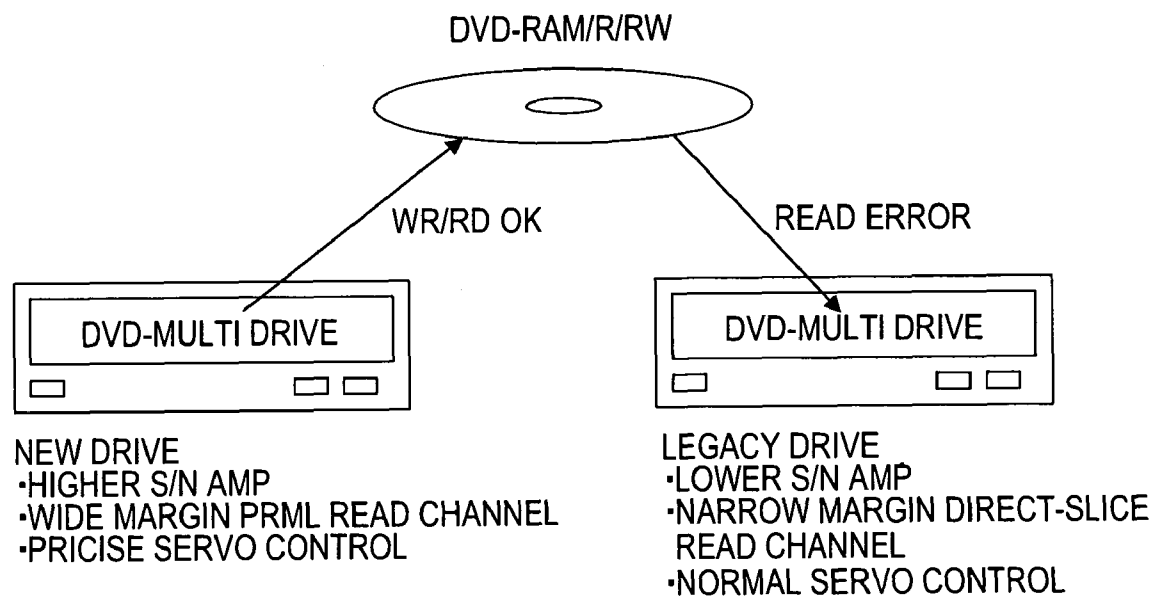 DVD-RAM/R/RW
WR/RD OK
READ ERROR
DVD-MULTI DRIVE
DVD-MULTI DRIVE
NEW DRIVE
•HIGHER S/N AMP
•WIDE MARGIN PRML READ CHANNEL
•PRICISE SERVO CONTROL
LEGACY DRIVE
•LOWER S/N AMP
•NARROW MARGIN DIRECT-SLICE
READ CHANNEL
•NORMAL SERVO CONTROL